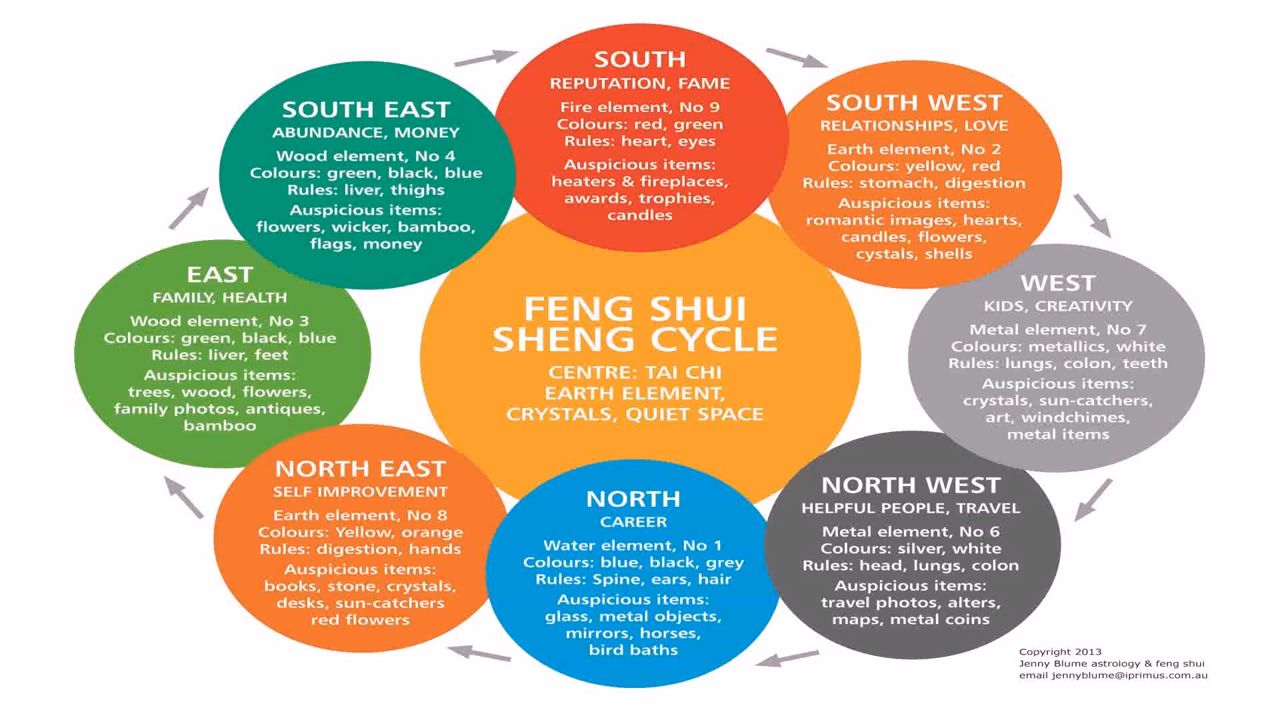 SOUTH
REPUTATION, FAME
Fire element, No 9
Colours: red, green
Rules: heart, eyes
Auspicious items:
heaters & fireplaces,
awards, trophies,
candles
SOUTH WEST
RELATIONSHIPS, LOVE
Earth element, No 2
Colours: yellow, red
Rules: stomach, digestion
Auspicious items:
romantic images, hearts,
candles, flowers,
cystals, shells
WEST
KIDS, CREATIVITY
Metal element, No 7
Colours: metallics, white
Rules: lungs, colon, teeth
Auspicious items:
crystals, sun-catchers,
art, windchimes,
metal items
NORTH WEST
HELPFUL PEOPLE, TRAVEL
Metal element, No 6
Colours: silver, white
Rules: head, lungs, colon
Auspicious items:
travel photos, alters,
maps, metal coins
NORTH
CAREER
Water element, No 1
Colours: blue, black, grey
Rules: Spine, ears, hair
Auspicious items:
glass, metal objects,
mirrors, horses,
bird baths
NORTH EAST
SELF IMPROVEMENT
Earth element, No 8
Colours: Yellow, orange
Rules: digestion, hands
Auspicious items:
books, stone, crystals,
desks, sun-catchers
red flowers
EAST
FAMILY, HEALTH
Wood element, No 3
Colours: green, black, blue
Rules: liver, feet
Auspicious items:
trees, wood, flowers,
family photos, antiques,
bamboo
SOUTH EAST
ABUNDANCE, MONEY
Wood element, No 4
Colours: green, black, blue
Rules: liver, thighs
Auspicious items:
flowers, wicker, bamboo,
flags, money
FENG SHUI
SHENG CYCLE
CENTRE: TAI CHI
EARTH ELEMENT,
CRYSTALS, QUIET SPACE
Copyright 2013
Jenny Blume astrology & feng shui
email jennyblume@iprimus.com.au